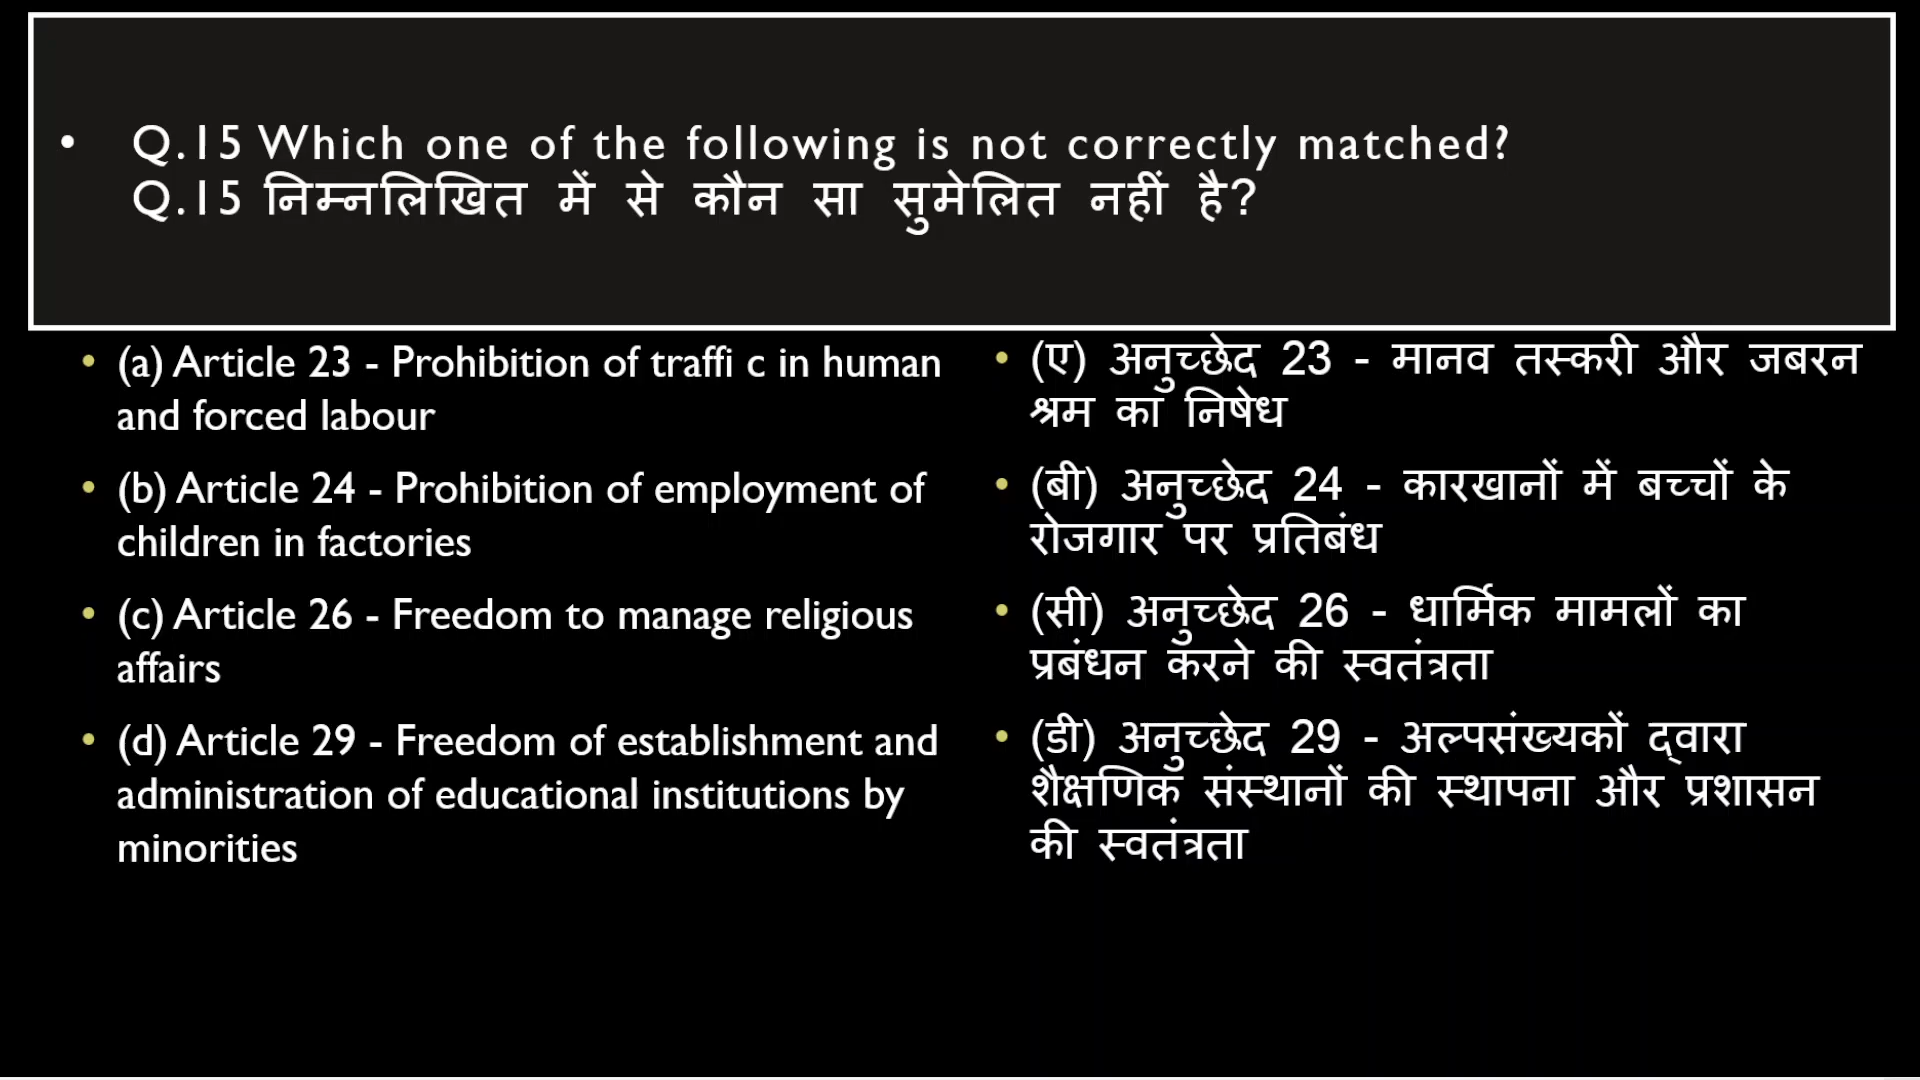 • Q.15 Which one of the following is not correctly matched?
Q.15 निम्नलिखित में से कौन सा सुमेलित नहीं है?
• (a) Article 23 - Prohibition of traffi c in human
and forced labour
• (b) Article 24 - Prohibition of employment of
children in factories
• (c) Article 26 - Freedom to manage religious
affairs
• (d) Article 29 - Freedom of establishment and
administration of educational institutions by
minorities
• (ए) अनुच्छेद 23 - मानव तस्करी और जबरन
श्रम का निषेध
• (बी) अनुच्छेद 24 - कारखानों में बच्चों के
रोजगार पर प्रतिबंध
• (सी) अनुच्छेद 26 - धार्मिक मामलों का
प्रबंधन करने की स्वतंत्रता
• (डी) अनुच्छेद 29 - अल्पसंख्यकों द्वारा
शैक्षणिक संस्थानों की स्थापना और प्रशासन
की स्वतंत्रता